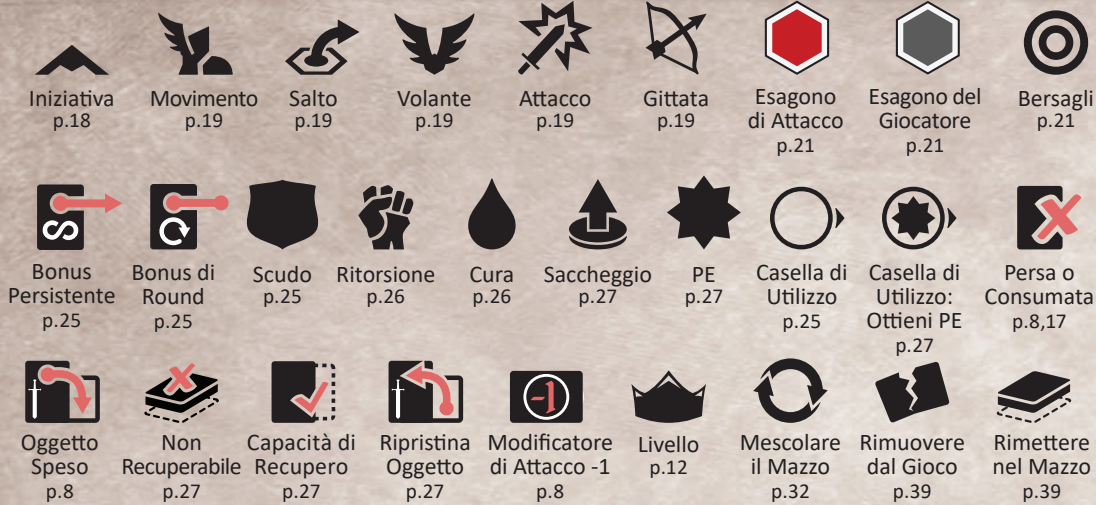 Iniziativa
p.18
Movimento
p.19
Salto
p.19
Volante
p.19
Attacco
p.19
Gittata
p.19
Esagono
di Attacco
p.21
Esagono del
Giocatore
p.21
Bersagli
p.21
Bonus
Persistente
p.25
Bonus di
Round
p.25
Scudo
p.25
Ritorsione
p.26
Cura
p.26
Saccheggio
p.27
PE
p.27
Casella di
Utilizzo
p.25
Casella di
Utilizzo:
Ottieni PE
p.27
Persa o
Consumata
p.8,17
Oggetto
Speso
p.8
Non
Recuperabile
p.27
Capacità di
Recupero
p.27
Ripristina
Oggetto
p.27
-1
Modificatore
di Attacco -1
p.8
Livello
p.12
Mescolare
il Mazzo
p.32
Rimuovere
dal Gioco
p.39
Rimettere
nel Mazzo
p.39